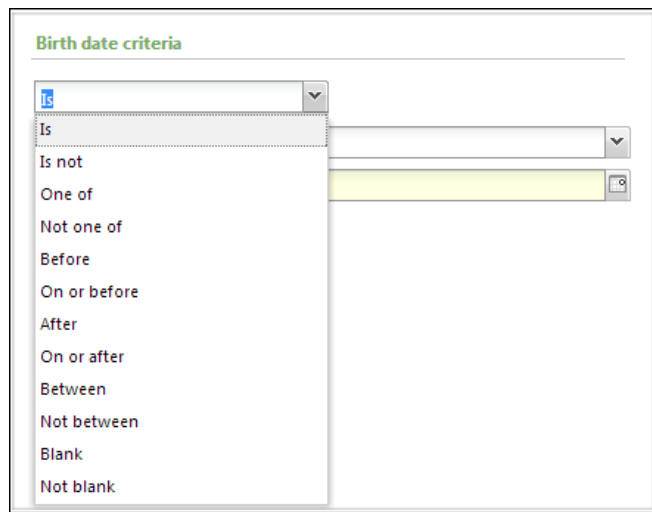 Birth date criteria
Is
Is
Is not
One of
Not one of
Before
On or before
After
On or after
Between
Not between
Blank
Not blank